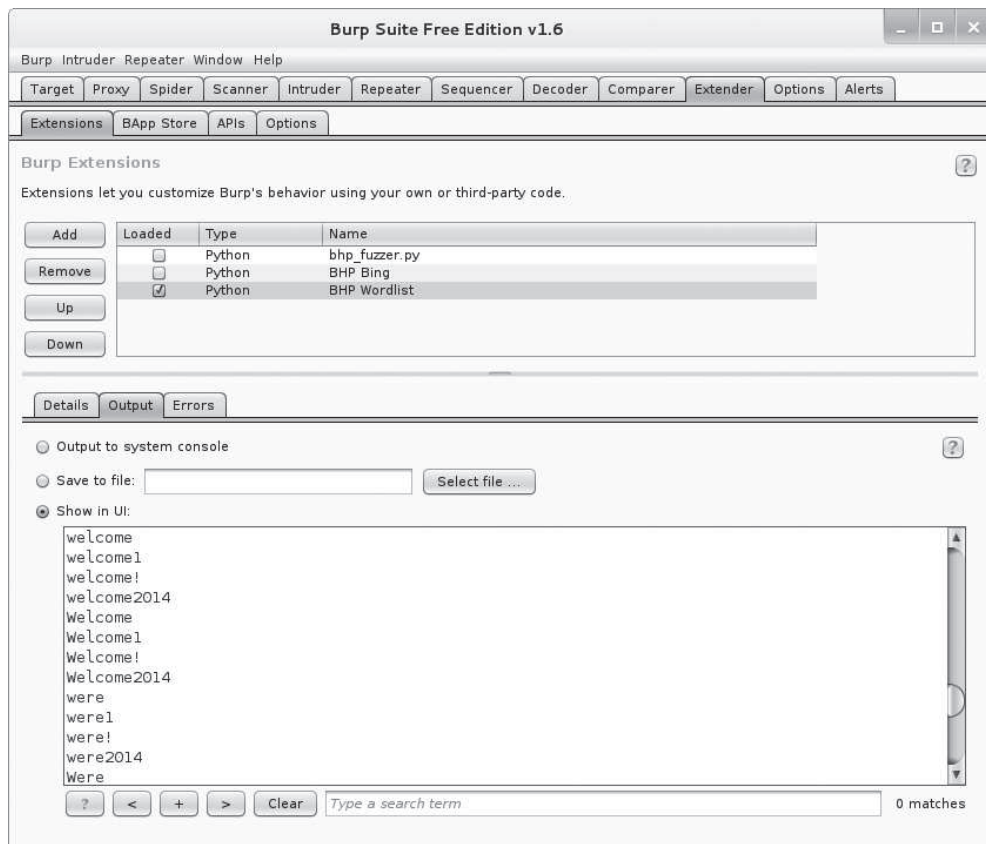 Burp Suite Free Edition v1.6
Burp Intruder Repeater Window Help
Target Proxy Spider Scanner Intruder Repeater Sequencer Decoder Comparer Extender Options Alerts
Extensions BApp Store APIs Options
Burp Extensions
?
Extensions let you customize Burp's behavior using your own or third-party code.
Add
Remove
Up
Down
Loaded Type Name
Python bhp_fuzzer.py
Python BHP Bing
Python BHP Wordlist
Details Output Errors
Output to system console
?
Save to file: Select file ...
Show in UI:
welcome
welcome1
welcome!
welcome2014
Welcome
Welcome1
Welcome!
Welcome2014
were
were1
were!
were2014
Were
? < + > Clear Type a search term 0 matches